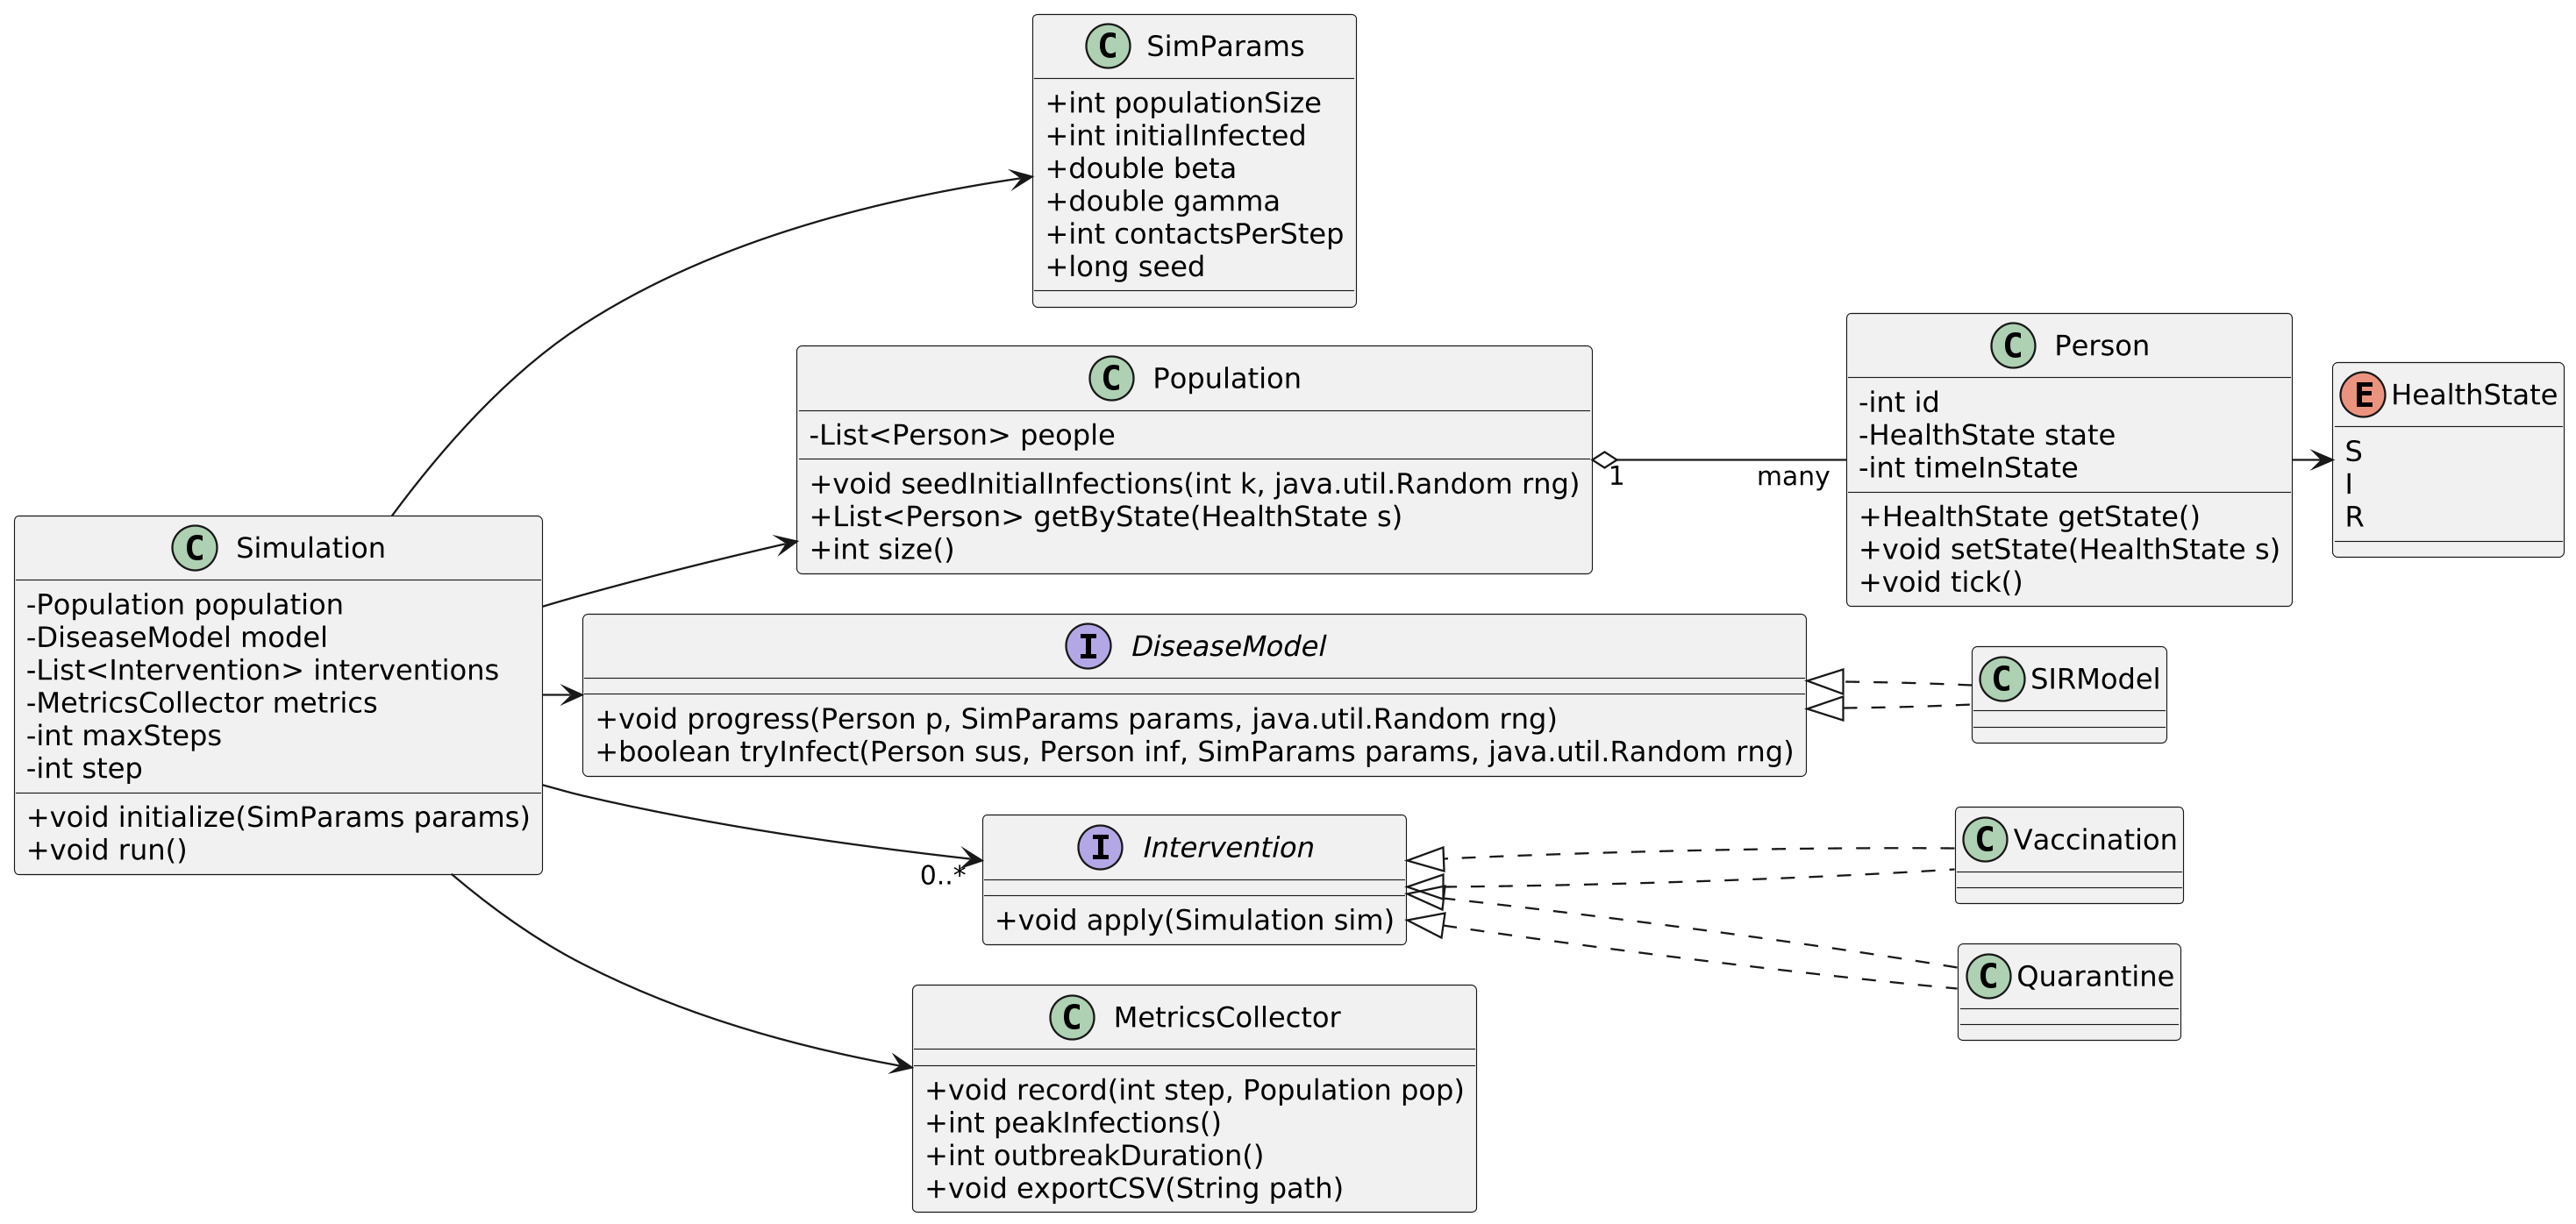 C SimParams
+int populationSize
+int initialInfected
+double beta
+double gamma
+int contactsPerStep
+long seed
C Population
-List<Person> people
+void seedInitialInfections(int k, java.util.Random rng)
+List<Person> getByState(HealthState s)
+int size()
1
many
C Person
-int id
-HealthState state
-int timeInState
+HealthState getState()
+void setState(HealthState s)
+void tick()
E HealthState
S
I
R
C Simulation
-Population population
-DiseaseModel model
-List<Intervention> interventions
-MetricsCollector metrics
-int maxSteps
-int step
+void initialize(SimParams params)
+void run()
I DiseaseModel
+void progress(Person p, SimParams params, java.util.Random rng)
+boolean tryInfect(Person sus, Person inf, SimParams params, java.util.Random rng)
C SIRModel
0..*
I Intervention
+void apply(Simulation sim)
C Vaccination
C Quarantine
C MetricsCollector
+void record(int step, Population pop)
+int peakInfections()
+int outbreakDuration()
+void exportCSV(String path)